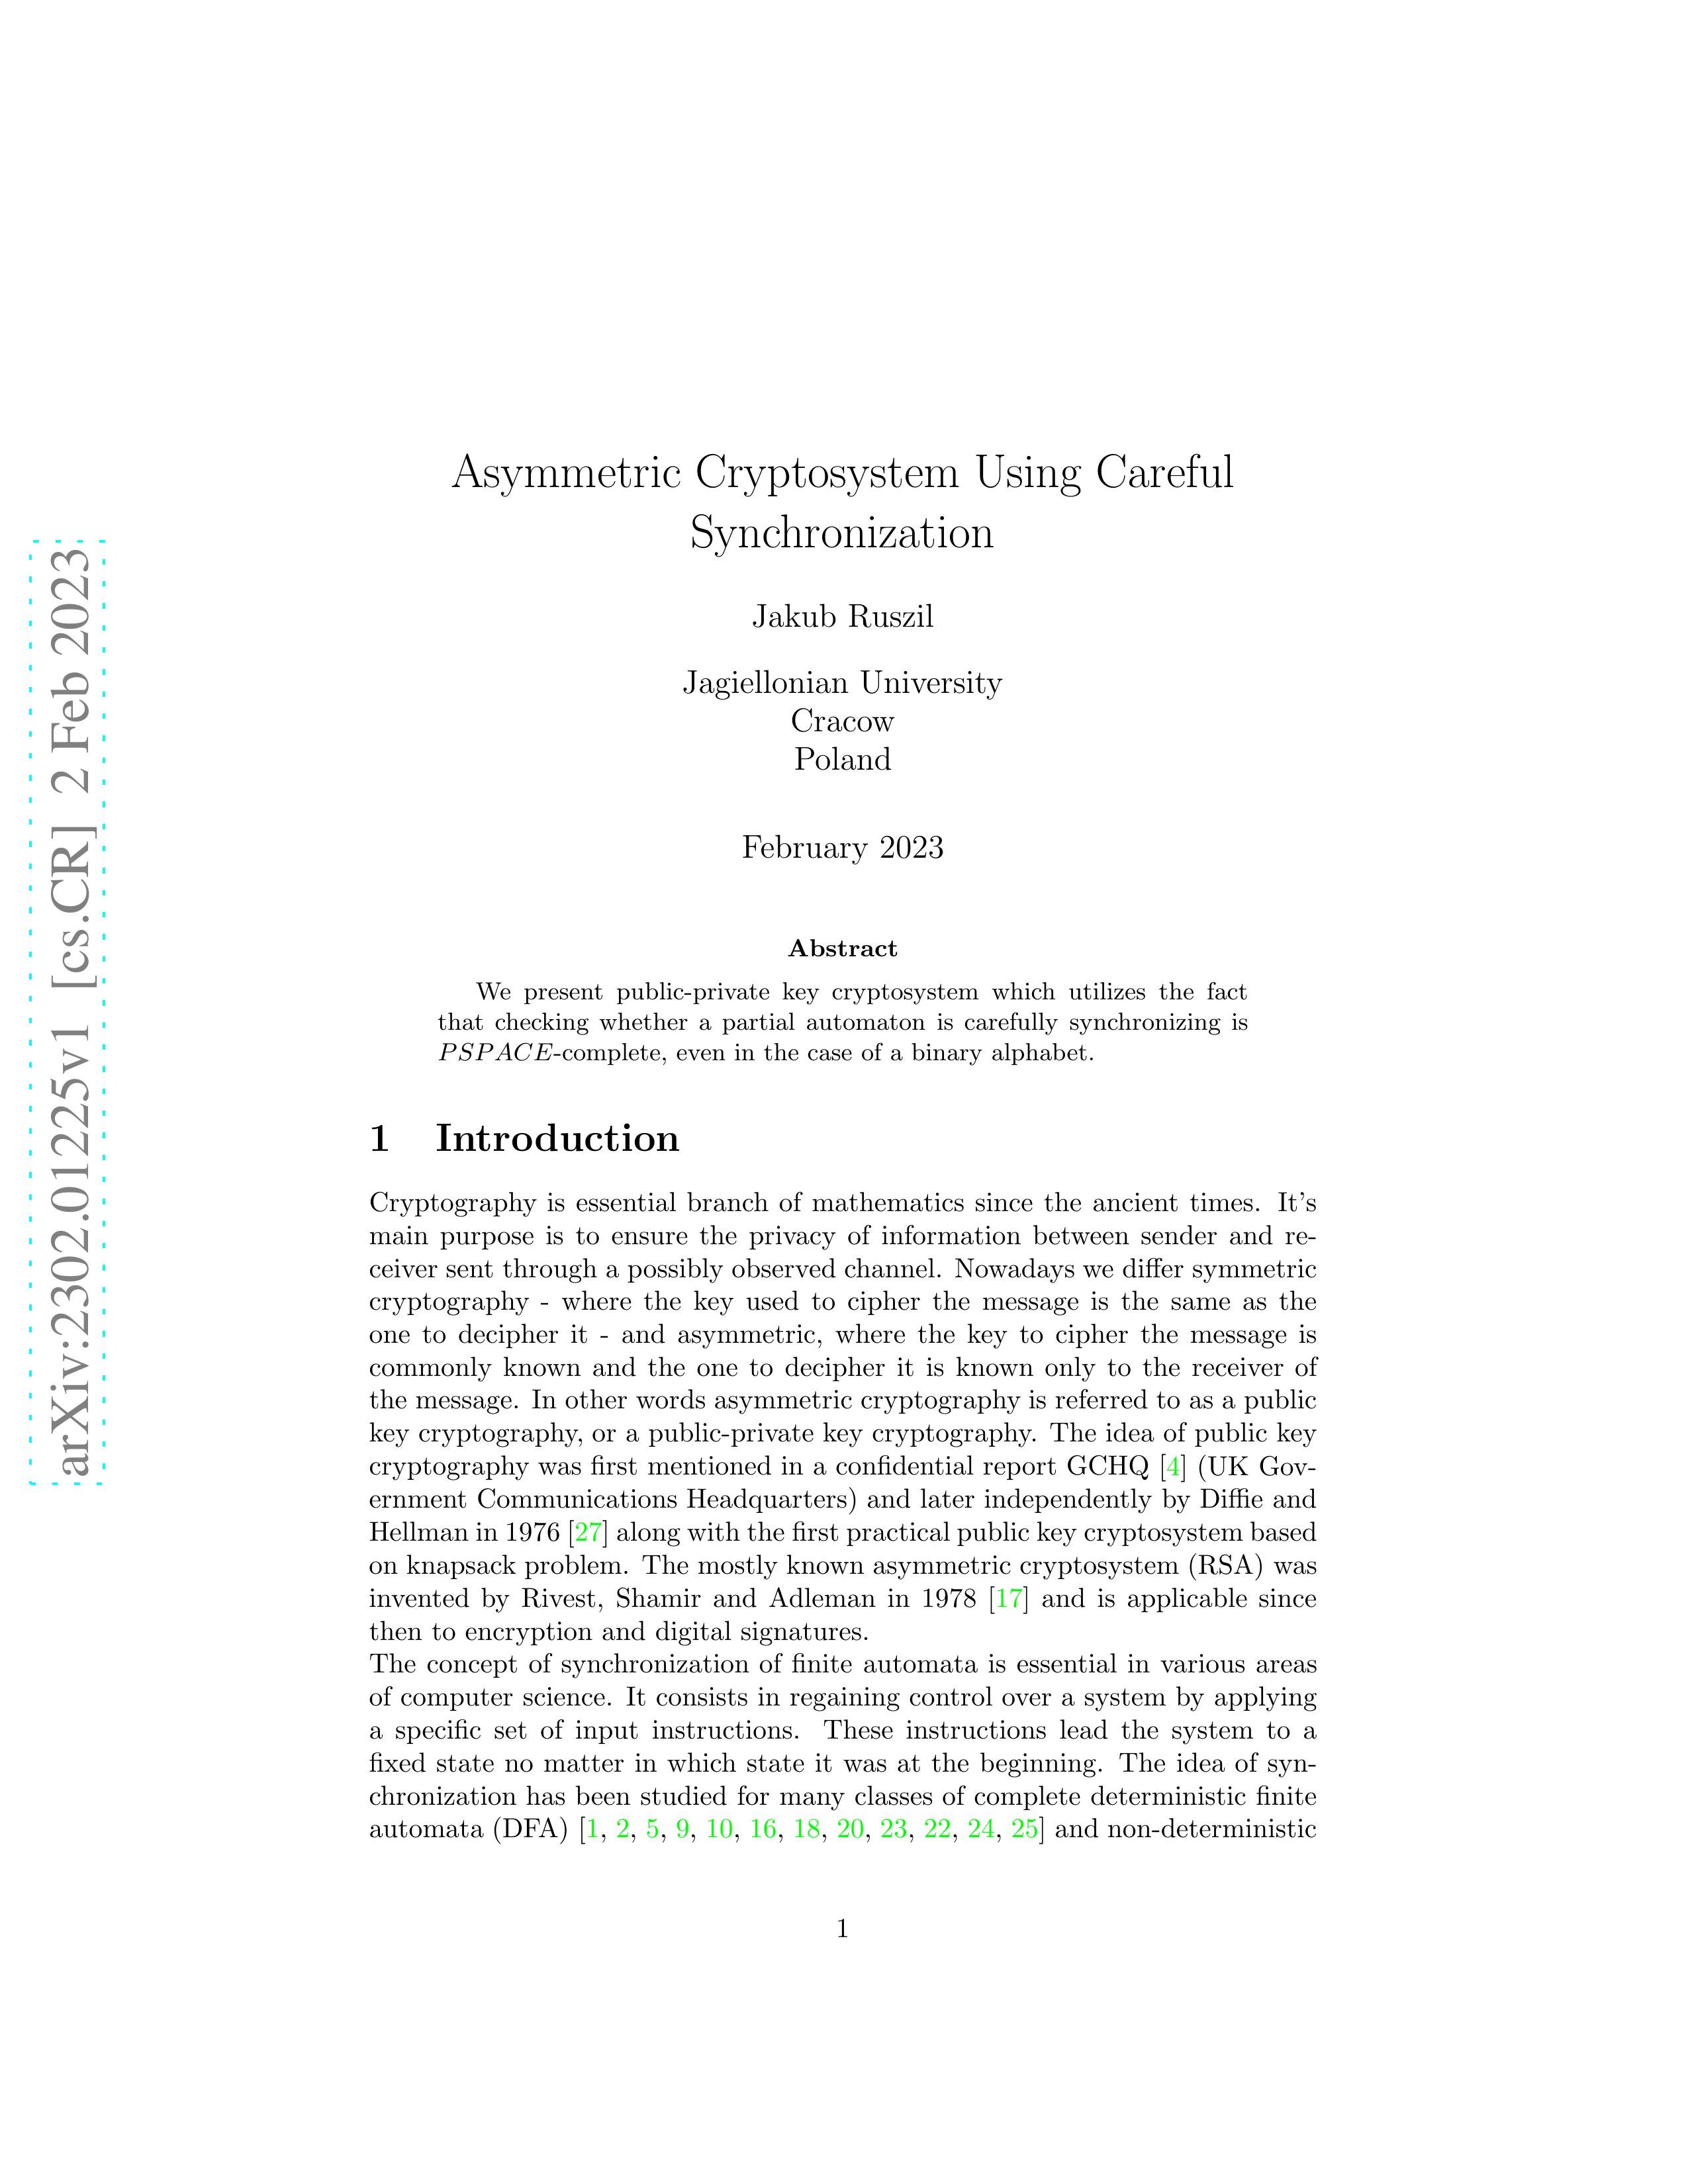 arXiv:2302.01225v1 [cs.CR] 2 Feb 2023
Asymmetric Cryptosystem Using Careful
Synchronization
Jakub Ruszil
Jagiellonian University
Cracow
Poland
February 2023
Abstract
We present public-private key cryptosystem which utilizes the fact
that checking whether a partial automaton is carefully synchronizing is
PSPACE-complete, even in the case of a binary alphabet.
1 Introduction
Cryptography is essential branch of mathematics since the ancient times. It's
main purpose is to ensure the privacy of information between sender and re-
ceiver sent through a possibly observed channel. Nowadays we differ symmetric
cryptography - where the key used to cipher the message is the same as the
one to decipher it - and asymmetric, where the key to cipher the message is
commonly known and the one to decipher it is known only to the receiver of
the message. In other words asymmetric cryptography is referred to as a public
key cryptography, or a public-private key cryptography. The idea of public key
cryptography was first mentioned in a confidential report GCHQ [4] (UK Gov-
ernment Communications Headquarters) and later independently by Diffie and
Hellman in 1976 [27] along with the first practical public key cryptosystem based
on knapsack problem. The mostly known asymmetric cryptosystem (RSA) was
invented by Rivest, Shamir and Adleman in 1978 [17] and is applicable since
then to encryption and digital signatures.
The concept of synchronization of finite automata is essential in various areas
of computer science. It consists in regaining control over a system by applying
a specific set of input instructions. These instructions lead the system to a
fixed state no matter in which state it was at the beginning. The idea of syn-
chronization has been studied for many classes of complete deterministic finite
automata (DFA) [1, 2, 5, 9, 10, 16, 18, 20, 23, 22, 24, 25] and non-deterministic
1